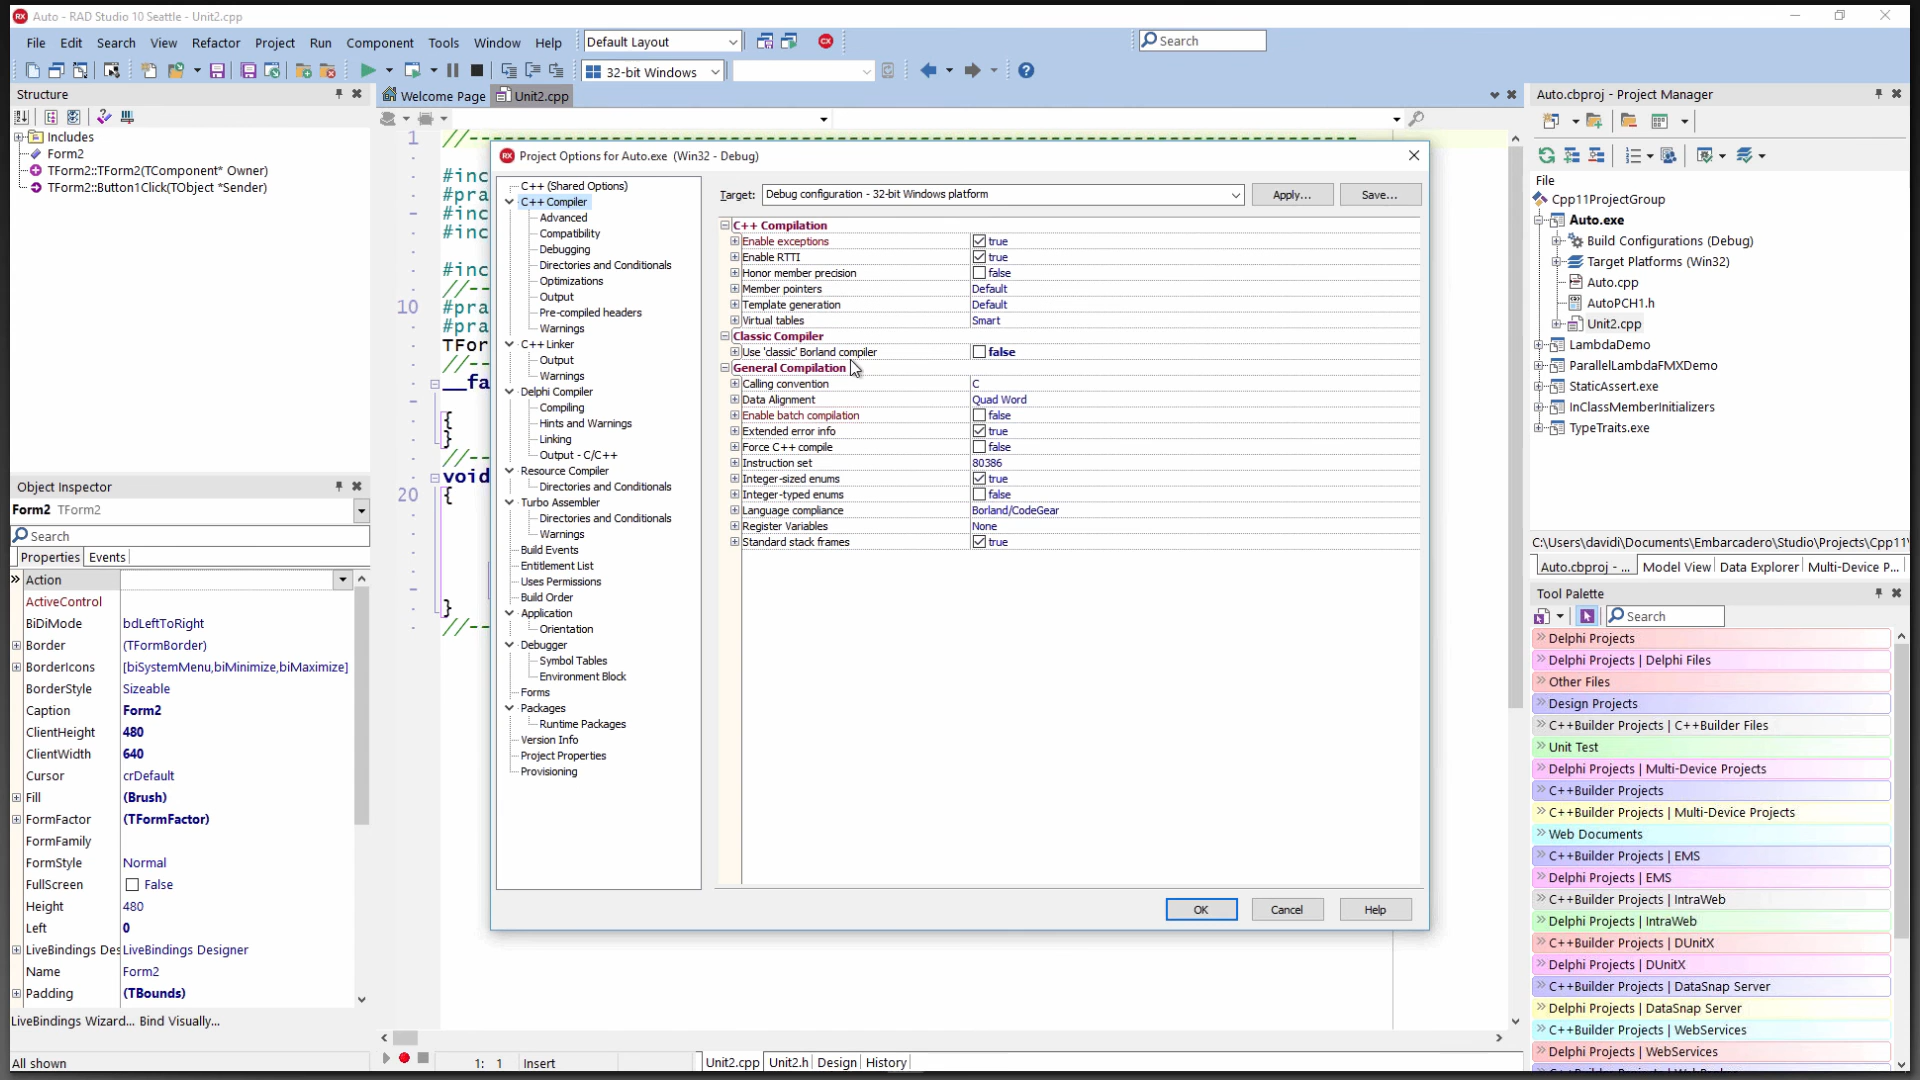 Auto - RAD Studio 10 Seattle - Unit2.cpp
File Edit Search View Refactor Project Run Component Tools Window Help
Default Layout
Search
32-bit Windows
Structure
Includes
Form2
TForm2::TForm2(TComponent* Owner)
TForm2::Button1Click(TObject *Sender)
Welcome Page
Unit2.cpp
1 //
#inc
#pra
#inc
#inc
#inc
//--
10 #pra
#pra
TFor
//--
__fa
{
}
//--
void
20 {
}
//--
Object Inspector
Form2 TForm2
Search
Properties Events
Action
ActiveControl
BiDiMode bdLeftToRight
Border (TFormBorder)
BorderIcons [biSystemMenu,biMinimize,biMaximize]
BorderStyle Sizeable
Caption Form2
ClientHeight 480
ClientWidth 640
Cursor crDefault
Fill (Brush)
FormFactor (TFormFactor)
FormFamily
FormStyle Normal
FullScreen False
Height 480
Left 0
LiveBindings Des LiveBindings Designer
Name Form2
Padding (TBounds)
LiveBindings Wizard... Bind Visually...
All shown
Project Options for Auto.exe (Win32 - Debug)
C++ (Shared Options)
C++ Compiler
Advanced
Compatibility
Debugging
Directories and Conditionals
Optimizations
Output
Pre-compiled headers
Warnings
C++ Linker
Output
Warnings
Delphi Compiler
Compiling
Hints and Warnings
Linking
Output - C/C++
Resource Compiler
Directories and Conditionals
Turbo Assembler
Directories and Conditionals
Warnings
Build Events
Entitlement List
Uses Permissions
Build Order
Application
Orientation
Debugger
Symbol Tables
Environment Block
Forms
Packages
Runtime Packages
Version Info
Project Properties
Provisioning
Target: Debug configuration - 32-bit Windows platform
Apply... Save...
C++ Compilation
Enable exceptions true
Enable RTTI true
Honor member precision false
Member pointers Default
Template generation Default
Virtual tables Smart
Classic Compiler
Use 'classic' Borland compiler false
General Compilation
Calling convention C
Data Alignment Quad Word
Enable batch compilation false
Extended error info true
Force C++ compile false
Instruction set 80386
Integer-sized enums true
Integer-typed enums false
Language compliance Borland/CodeGear
Register Variables None
Standard stack frames true
OK Cancel Help
1: 1 Insert
Unit2.cpp Unit2.h Design History
Auto.cbproj - Project Manager
File
Cpp11ProjectGroup
Auto.exe
Build Configurations (Debug)
Target Platforms (Win32)
Auto.cpp
AutoPCH1.h
Unit2.cpp
LambdaDemo
ParallelLambdaFMXDemo
StaticAssert.exe
InClassMemberInitializers
TypeTraits.exe
C:\Users\davidi\Documents\Embarcadero\Studio\Projects\Cpp11\
Auto.cbproj - ... Model View Data Explorer Multi-Device P...
Tool Palette
Search
Delphi Projects
Delphi Projects | Delphi Files
Other Files
Design Projects
C++Builder Projects | C++Builder Files
Unit Test
Delphi Projects | Multi-Device Projects
C++Builder Projects
C++Builder Projects | Multi-Device Projects
Web Documents
C++Builder Projects | EMS
Delphi Projects | EMS
C++Builder Projects | IntraWeb
Delphi Projects | IntraWeb
C++Builder Projects | DUnitX
Delphi Projects | DUnitX
C++Builder Projects | DataSnap Server
Delphi Projects | DataSnap Server
C++Builder Projects | WebServices
Delphi Projects | WebServices